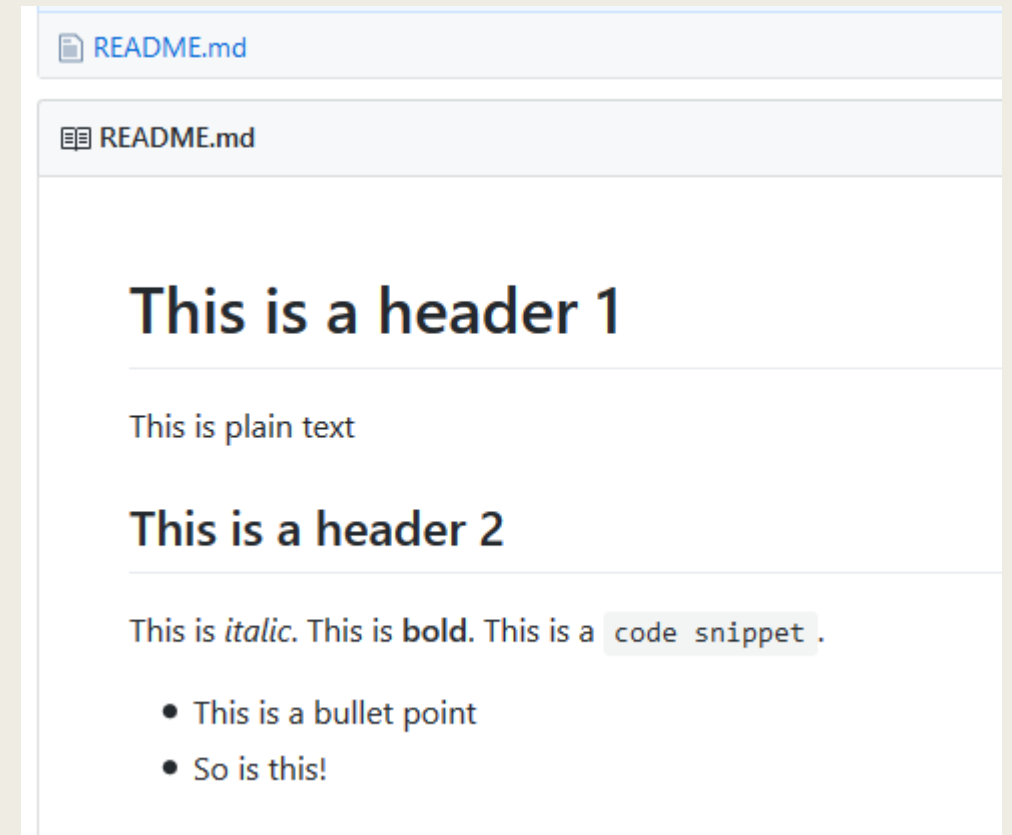 README.md
README.md
This is a header 1
This is plain text
This is a header 2
This is italic. This is bold. This is a code snippet.
• This is a bullet point
• So is this!